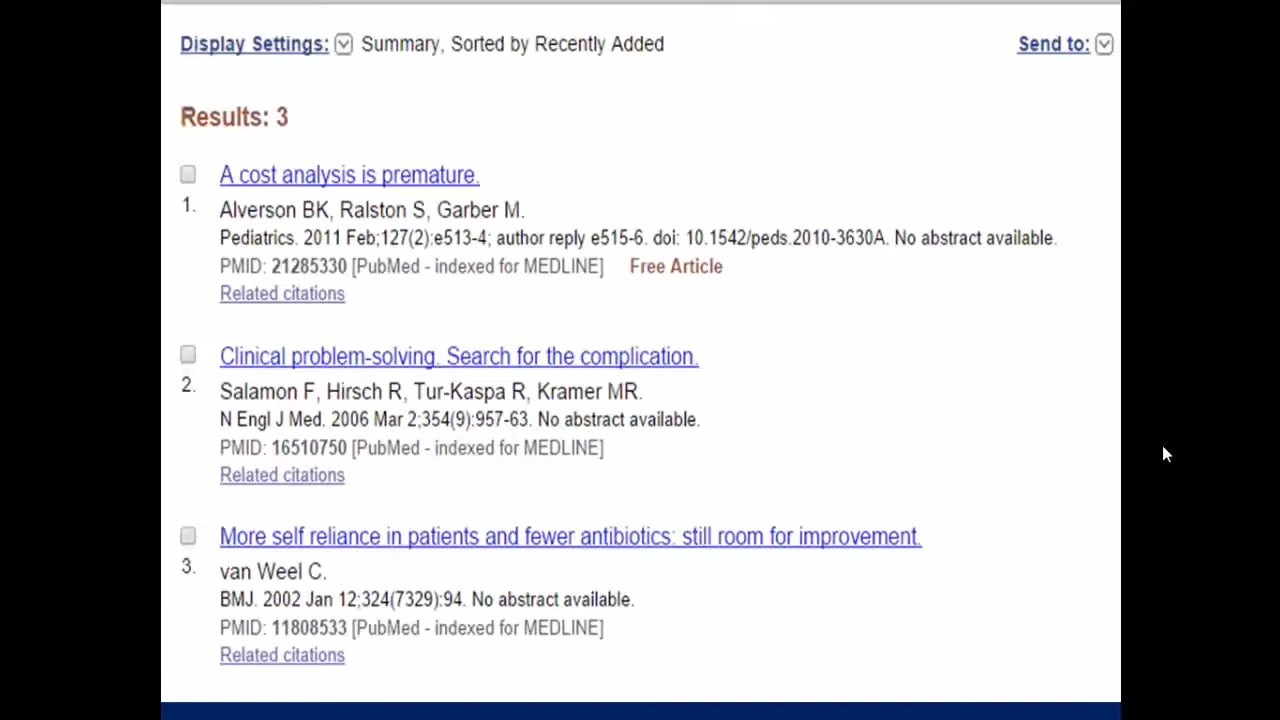 Display Settings: Summary, Sorted by Recently Added Send to:
Results: 3
A cost analysis is premature.
1. Alverson BK, Ralston S, Garber M.
Pediatrics. 2011 Feb;127(2):e513-4; author reply e515-6. doi: 10.1542/peds.2010-3630A. No abstract available.
PMID: 21285330 [PubMed - indexed for MEDLINE] Free Article
Related citations
Clinical problem-solving. Search for the complication.
2. Salamon F, Hirsch R, Tur-Kaspa R, Kramer MR.
N Engl J Med. 2006 Mar 2;354(9):957-63. No abstract available.
PMID: 16510750 [PubMed - indexed for MEDLINE]
Related citations
More self reliance in patients and fewer antibiotics: still room for improvement.
3. van Weel C.
BMJ. 2002 Jan 12;324(7329):94. No abstract available.
PMID: 11808533 [PubMed - indexed for MEDLINE]
Related citations